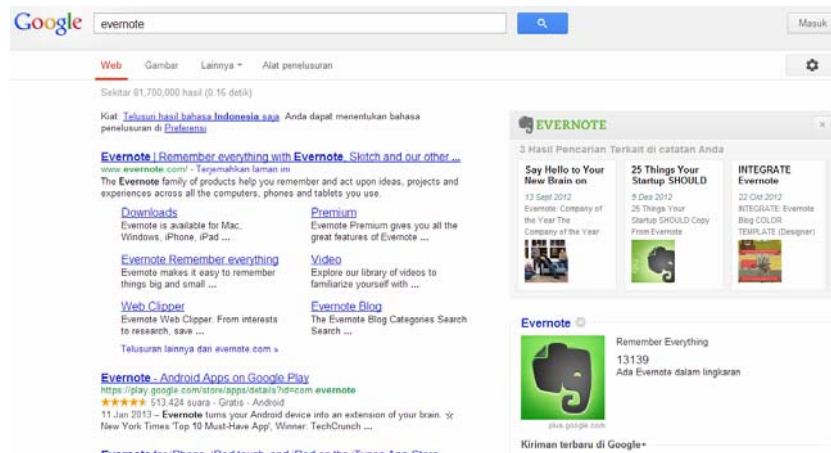 Google
evernote
Masuk
Web Gambar Lainnya Alat penelusuran
Sekitar 81,700,000 hasil (0.16 detik)
Kiat: Telusuri hasil bahasa Indonesia saja. Anda dapat menentukan bahasa
penelusuran di Preferensi
Evernote | Remember everything with Evernote, Skitch and our other ...
www.evernote.com/ - Terjemahkan laman ini
The Evernote family of products help you remember and act upon ideas, projects and
experiences across all the computers, phones and tablets you use.
Downloads
Evernote is available for Mac,
Windows, iPhone, iPad ...
Premium
Evernote Premium gives you all the
great features of Evernote ...
Evernote Remember everything
Evernote makes it easy to remember
things big and small ...
Video
Explore our library of videos to
familiarize yourself with ...
Web Clipper
Evernote Web Clipper. From interests
to research, save ...
Evernote Blog
The Evernote Blog Categories Search
Search ...
Telusuran lainnya dari evernote.com »
Evernote - Android Apps on Google Play
https://play.google.com/store/apps/details?id=com.evernote
513.424 suara - Gratis - Android
11 Jan 2013 – Evernote turns your Android device into an extension of your brain. ☆
New York Times 'Top 10 Must-Have App', Winner: TechCrunch ...
Evernote for iPhone, iPod touch, and iPad on the iTunes App Store
EVERNOTE
×
3 Hasil Pencarian Terkait di catatan Anda
Say Hello to Your
New Brain on
13 Sept 2012
Evernote: Company of
the Year The
Company of the Year
25 Things Your
Startup SHOULD
5 Des 2012
25 Things Your
Startup SHOULD Copy
From Evernote
INTEGRATE
Evernote
22 Okt 2012
INTEGRATE: Evernote
Blog COLOR
TEMPLATE (Designer)
Evernote
Remember Everything
13139
Ada Evernote dalam lingkaran
plus.google.com
Kiriman terbaru di Google+